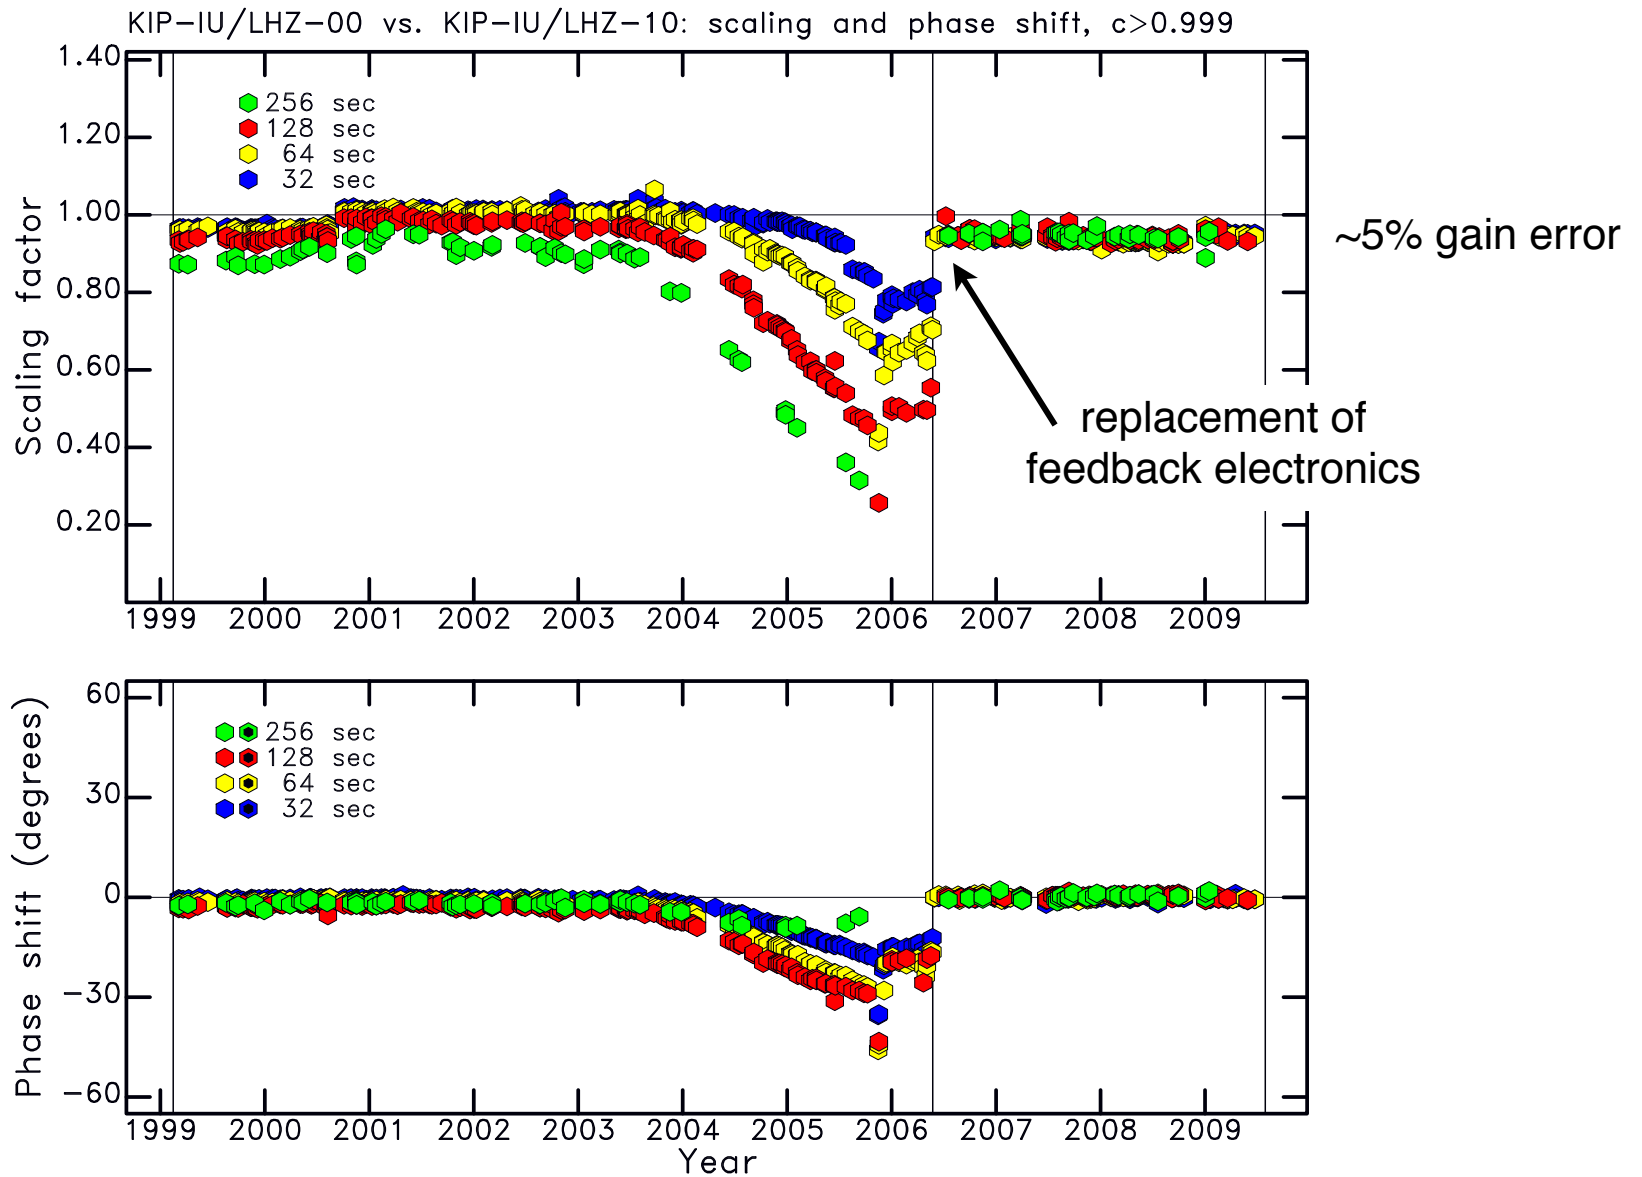 KIP-IU/LHZ-00 vs. KIP-IU/LHZ-10: scaling and phase shift, c>0.999
1.40
1.20
1.00
0.80
0.60
0.40
0.20
Scaling factor
256 sec
128 sec
64 sec
32 sec
~5% gain error
replacement of
feedback electronics
1999 2000 2001 2002 2003 2004 2005 2006 2007 2008 2009
60
30
0
-30
-60
Phase shift (degrees)
256 sec
128 sec
64 sec
32 sec
1999 2000 2001 2002 2003 2004 2005 2006 2007 2008 2009
Year